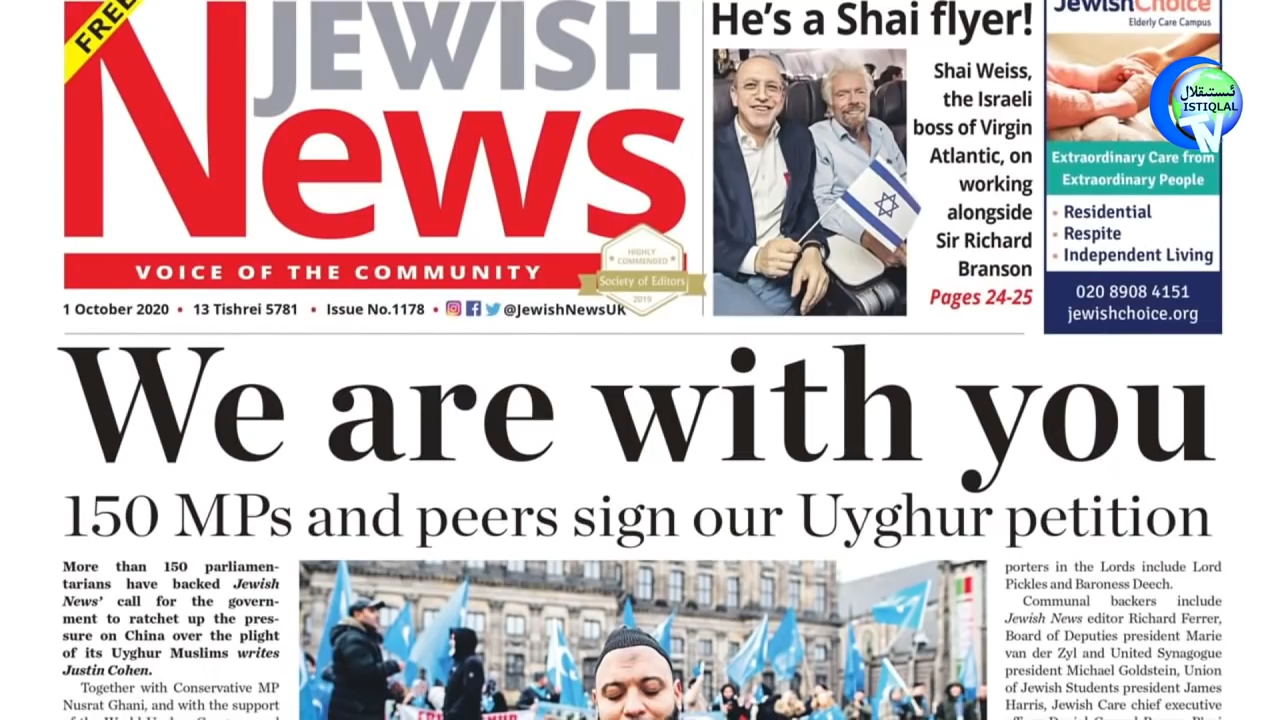 FREE
JEWISH
News
VOICE OF THE COMMUNITY
HIGHLY
COMMENDED
Society of Editors
2019
1 October 2020 • 13 Tishrei 5781 • Issue No.1178 • @JewishNewsUK
He's a Shai flyer!
Shai Weiss,
the Israeli
boss of Virgin
Atlantic, on
working
alongside
Sir Richard
Branson
Pages 24-25
JewishChoice
Elderly Care Campus
ئىستىقلال
ISTIQLAL
TV
Extraordinary Care from
Extraordinary People
• Residential
• Respite
• Independent Living
020 8908 4151
jewishchoice.org
We are with you
150 MPs and peers sign our Uyghur petition
More than 150 parliamen-
tarians have backed Jewish
News' call for the govern-
ment to ratchet up the pres-
sure on China over the plight
of its Uyghur Muslims writes
Justin Cohen.
Together with Conservative MP
Nusrat Ghani, and with the support
porters in the Lords include Lord
Pickles and Baroness Deech.
Communal backers include
Jewish News editor Richard Ferrer,
Board of Deputies president Marie
van der Zyl and United Synagogue
president Michael Goldstein, Union
of Jewish Students president James
Harris, Jewish Care chief executive